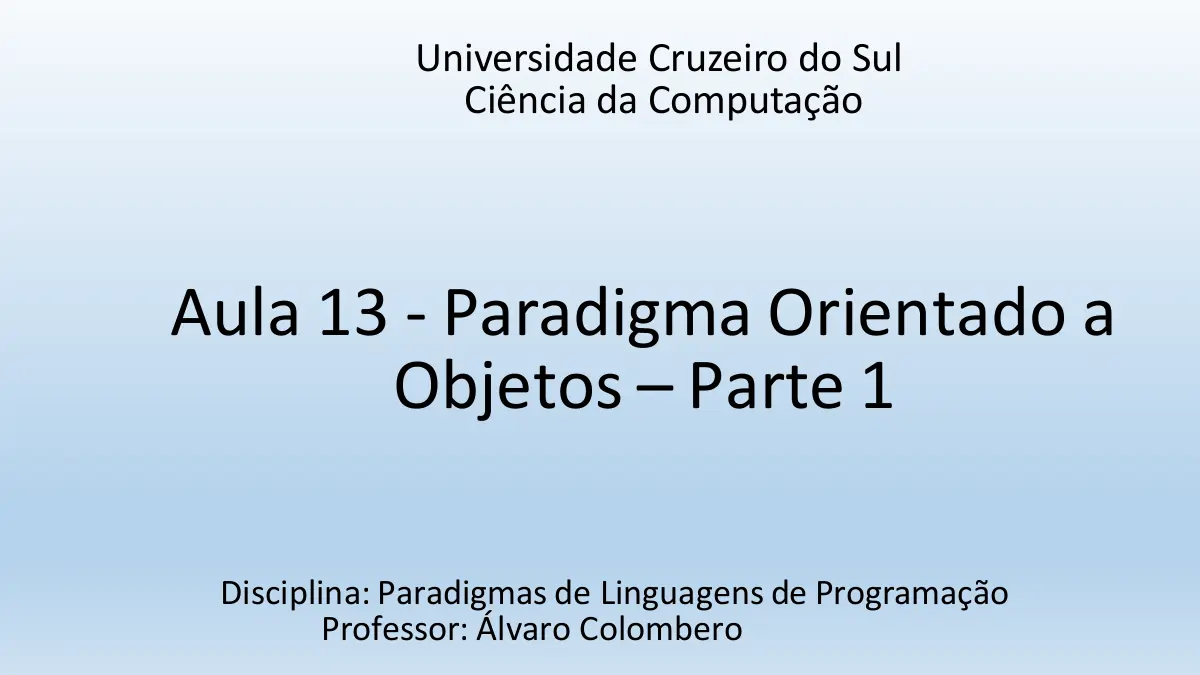 Universidade Cruzeiro do Sul
Ciência da Computação
Aula 13 - Paradigma Orientado a
Objetos – Parte 1
Disciplina: Paradigmas de Linguagens de Programação
Professor: Álvaro Colombero